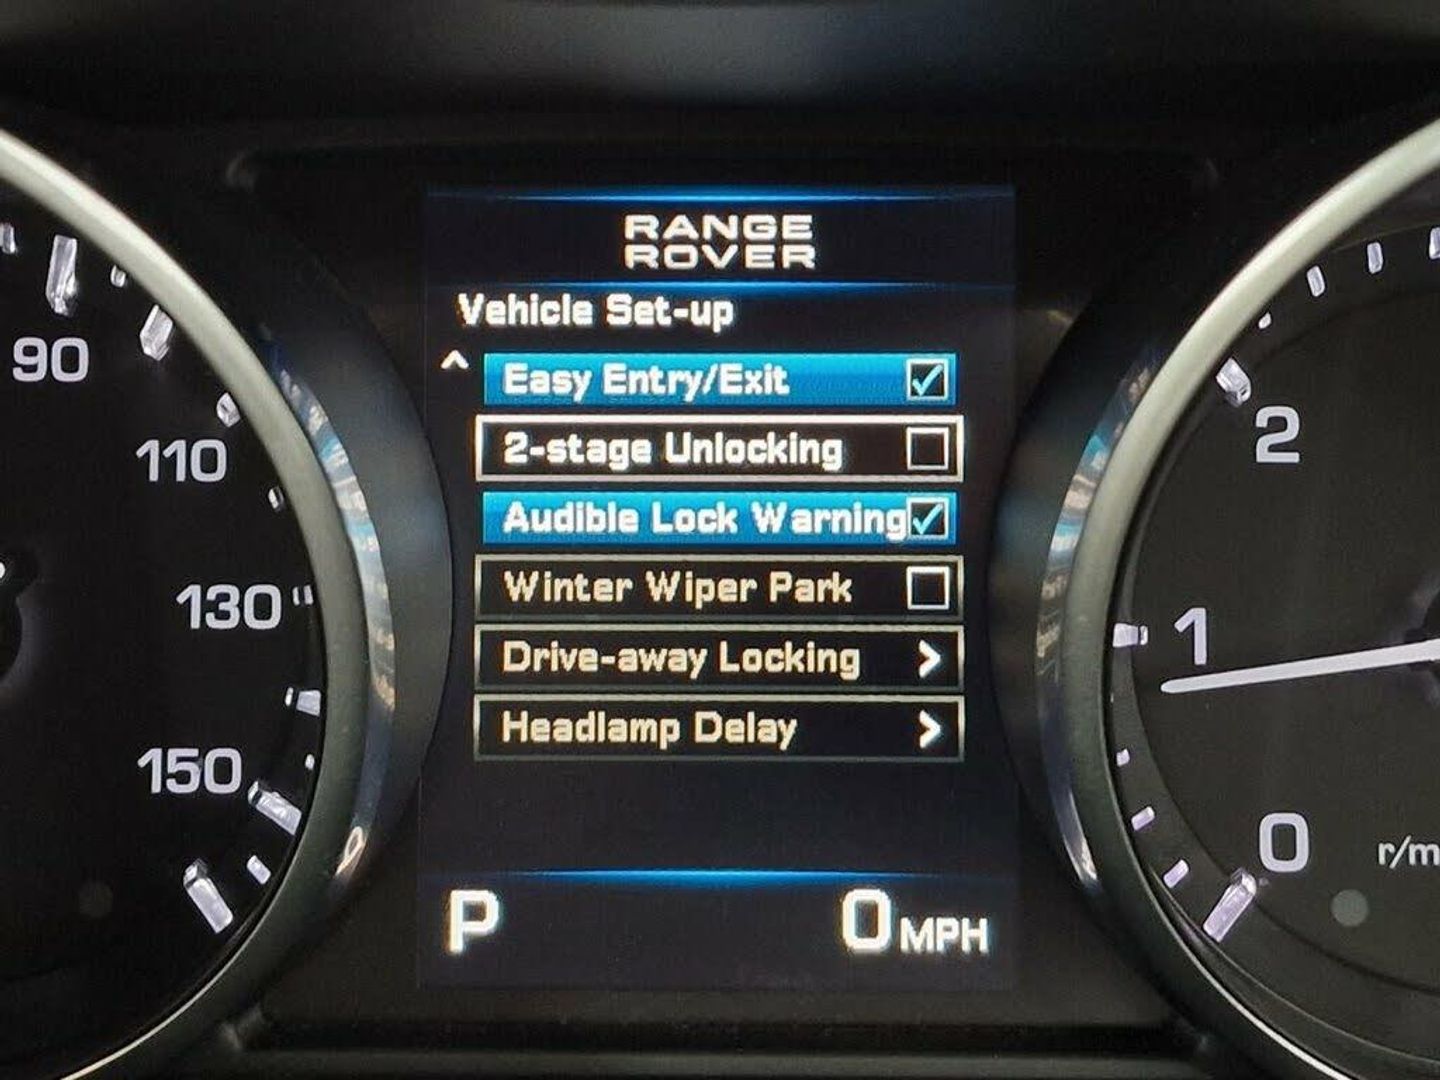 RANGE
ROVER
Vehicle Set-up
Easy Entry/Exit
2-stage Unlocking
Audible Lock Warning
Winter Wiper Park
Drive-away Locking
Headlamp Delay
P
0 MPH
90
110
130
150
2
1
0
r/m